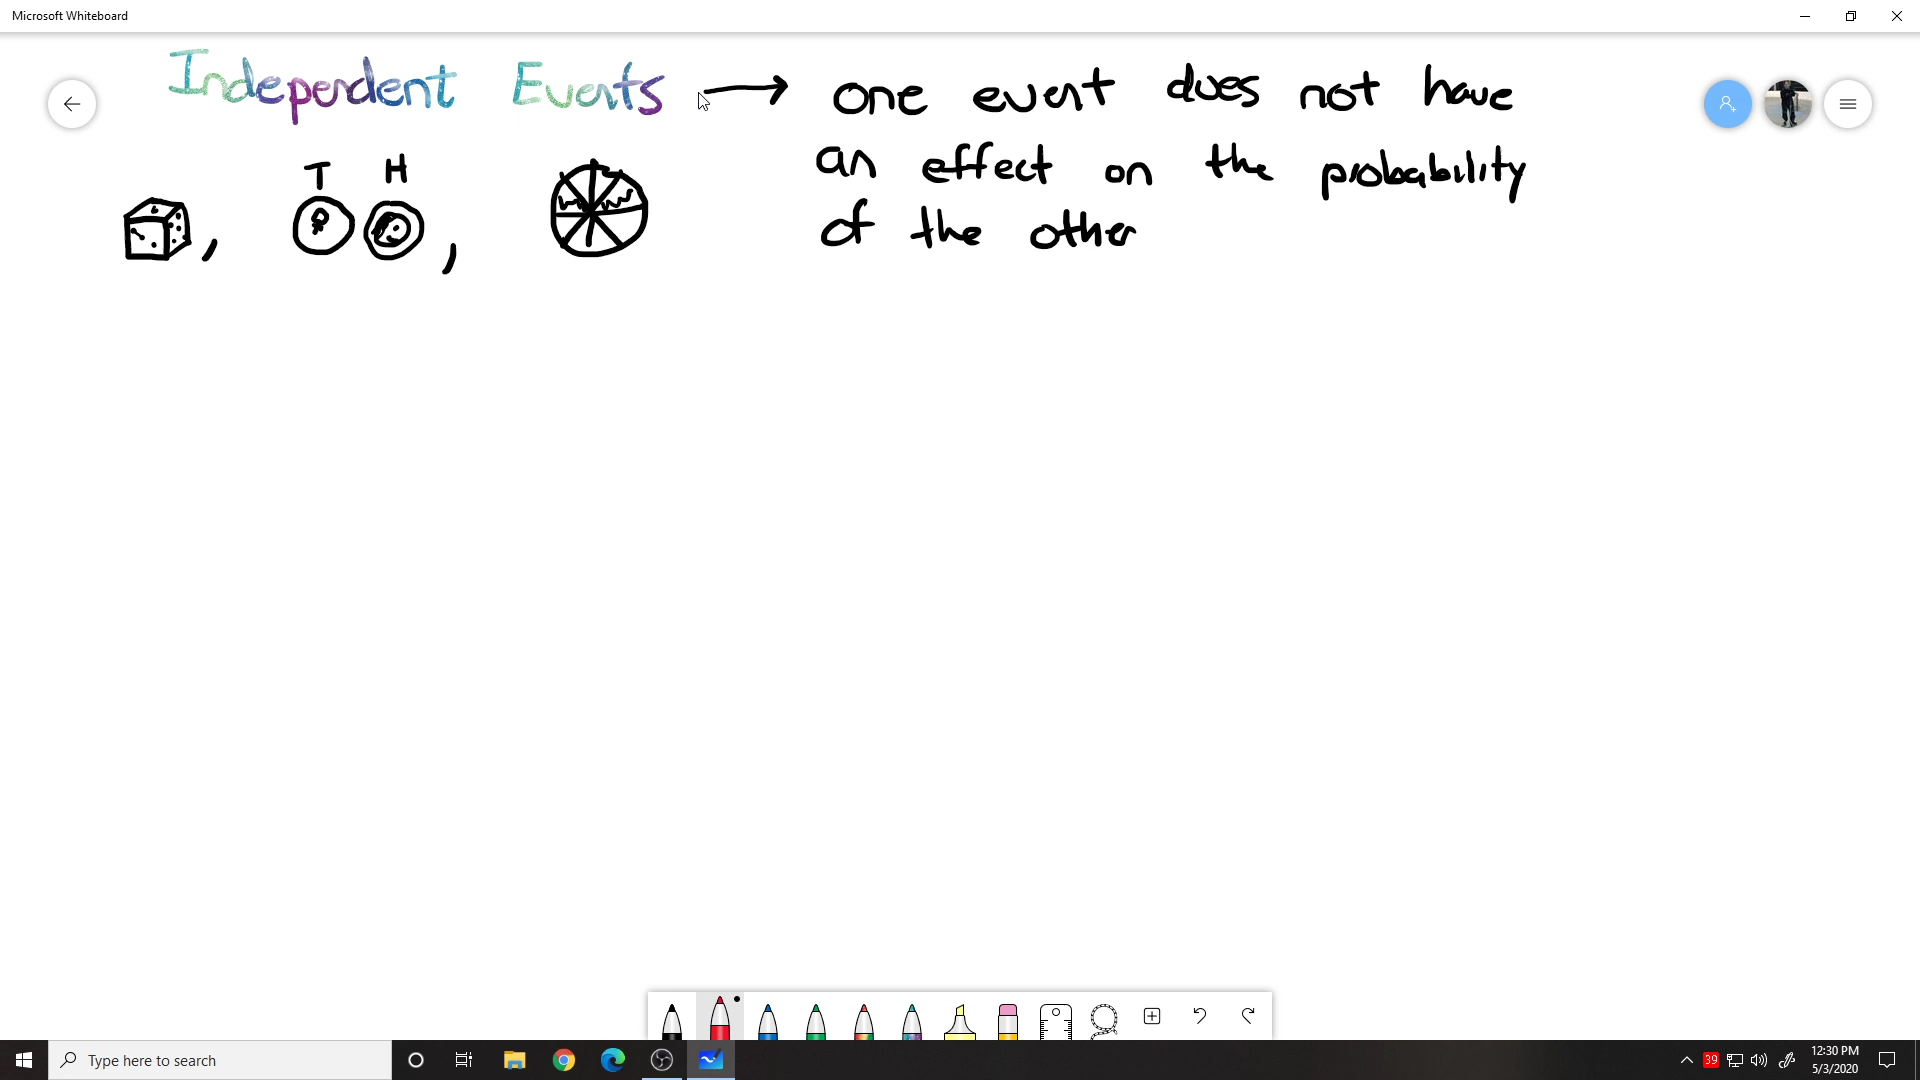 Microsoft Whiteboard
Independent Events → one event does not have
an effect on the probability
of the other
T H
, ,
Type here to search
39
12:30 PM
5/3/2020